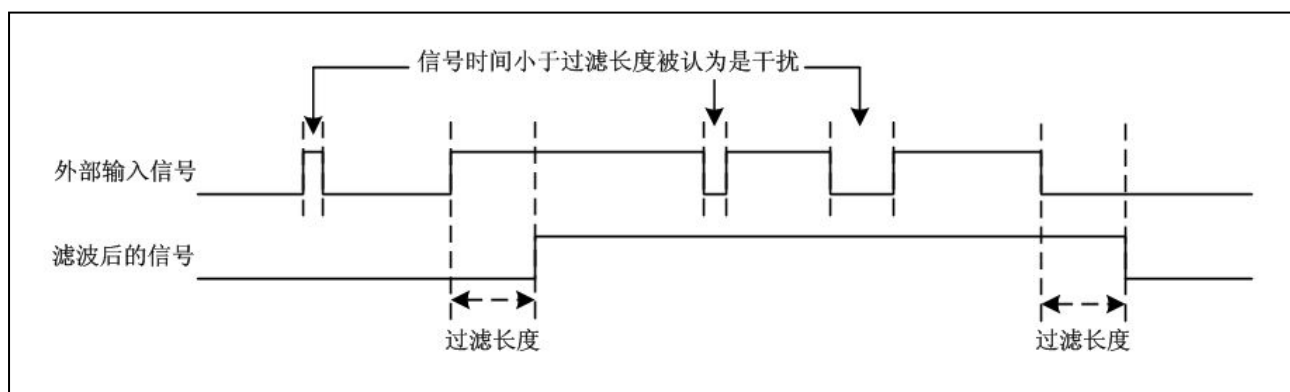 信号时间小于过滤长度被认为是干扰
外部输入信号
滤波后的信号
过滤长度
过滤长度